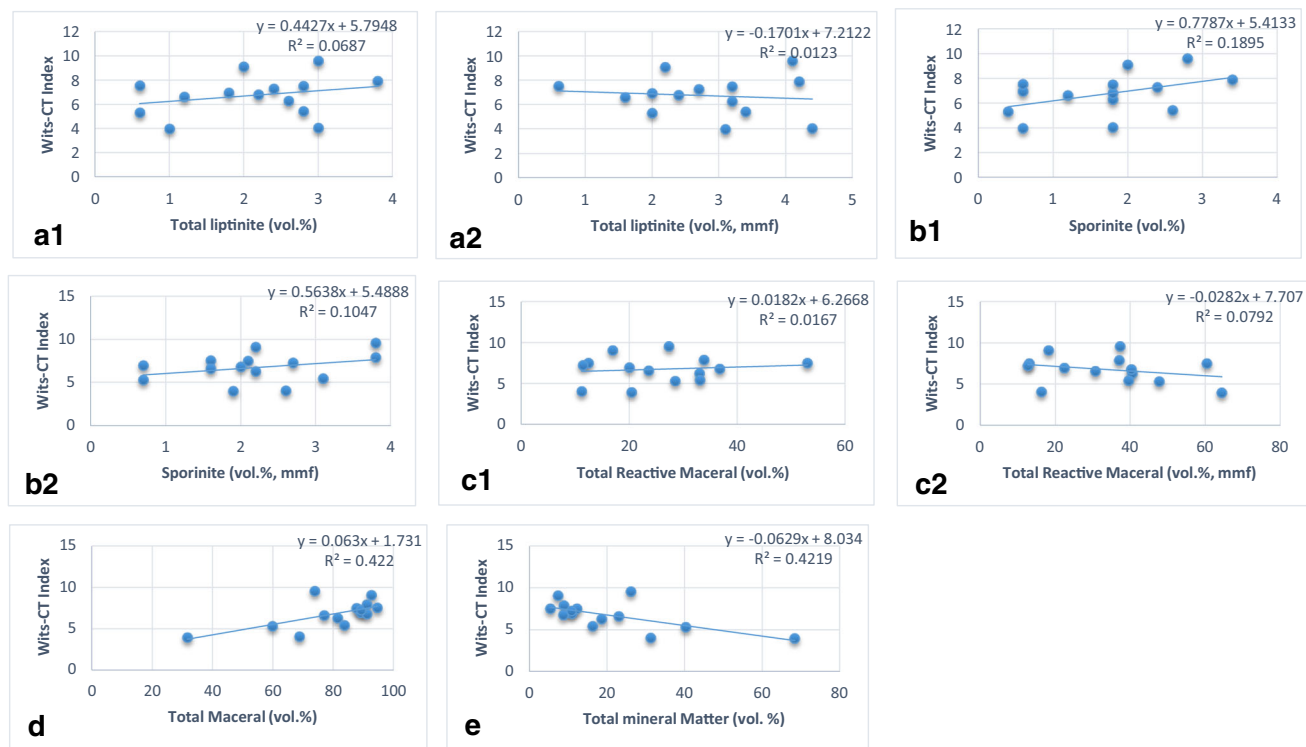 y = 0.4427x + 5.7948
R² = 0.0687
12
10
8
6
4
2
0
Wits-CT Index
0 1 2 3 4
Total liptinite (vol.%)
a1
y = -0.1701x + 7.2122
R² = 0.0123
12
10
8
6
4
2
0
Wits-CT Index
0 1 2 3 4 5
Total liptinite (vol.%, mmf)
a2
y = 0.7787x + 5.4133
R² = 0.1895
12
10
8
6
4
2
0
Wits-CT Index
0 1 2 3 4
Sporinite (vol.%)
b1
y = 0.5638x + 5.4888
R² = 0.1047
15
10
5
0
Wits-CT Index
0 1 2 3 4
Sporinite (vol.%, mmf)
b2
y = 0.0182x + 6.2668
R² = 0.0167
15
10
5
0
Wits-CT Index
0 20 40 60
Total Reactive Maceral (vol.%)
c1
y = -0.0282x + 7.707
R² = 0.0792
15
10
5
0
Wits-CT Index
0 20 40 60 80
Total Reactive Maceral (vol.%, mmf)
c2
y = 0.063x + 1.731
R² = 0.422
15
10
5
0
Wits-CT Index
0 20 40 60 80 100
Total Maceral (vol.%)
d
y = -0.0629x + 8.034
R² = 0.4219
15
10
5
0
Wits-CT Index
0 20 40 60 80
Total mineral Matter (vol. %)
e